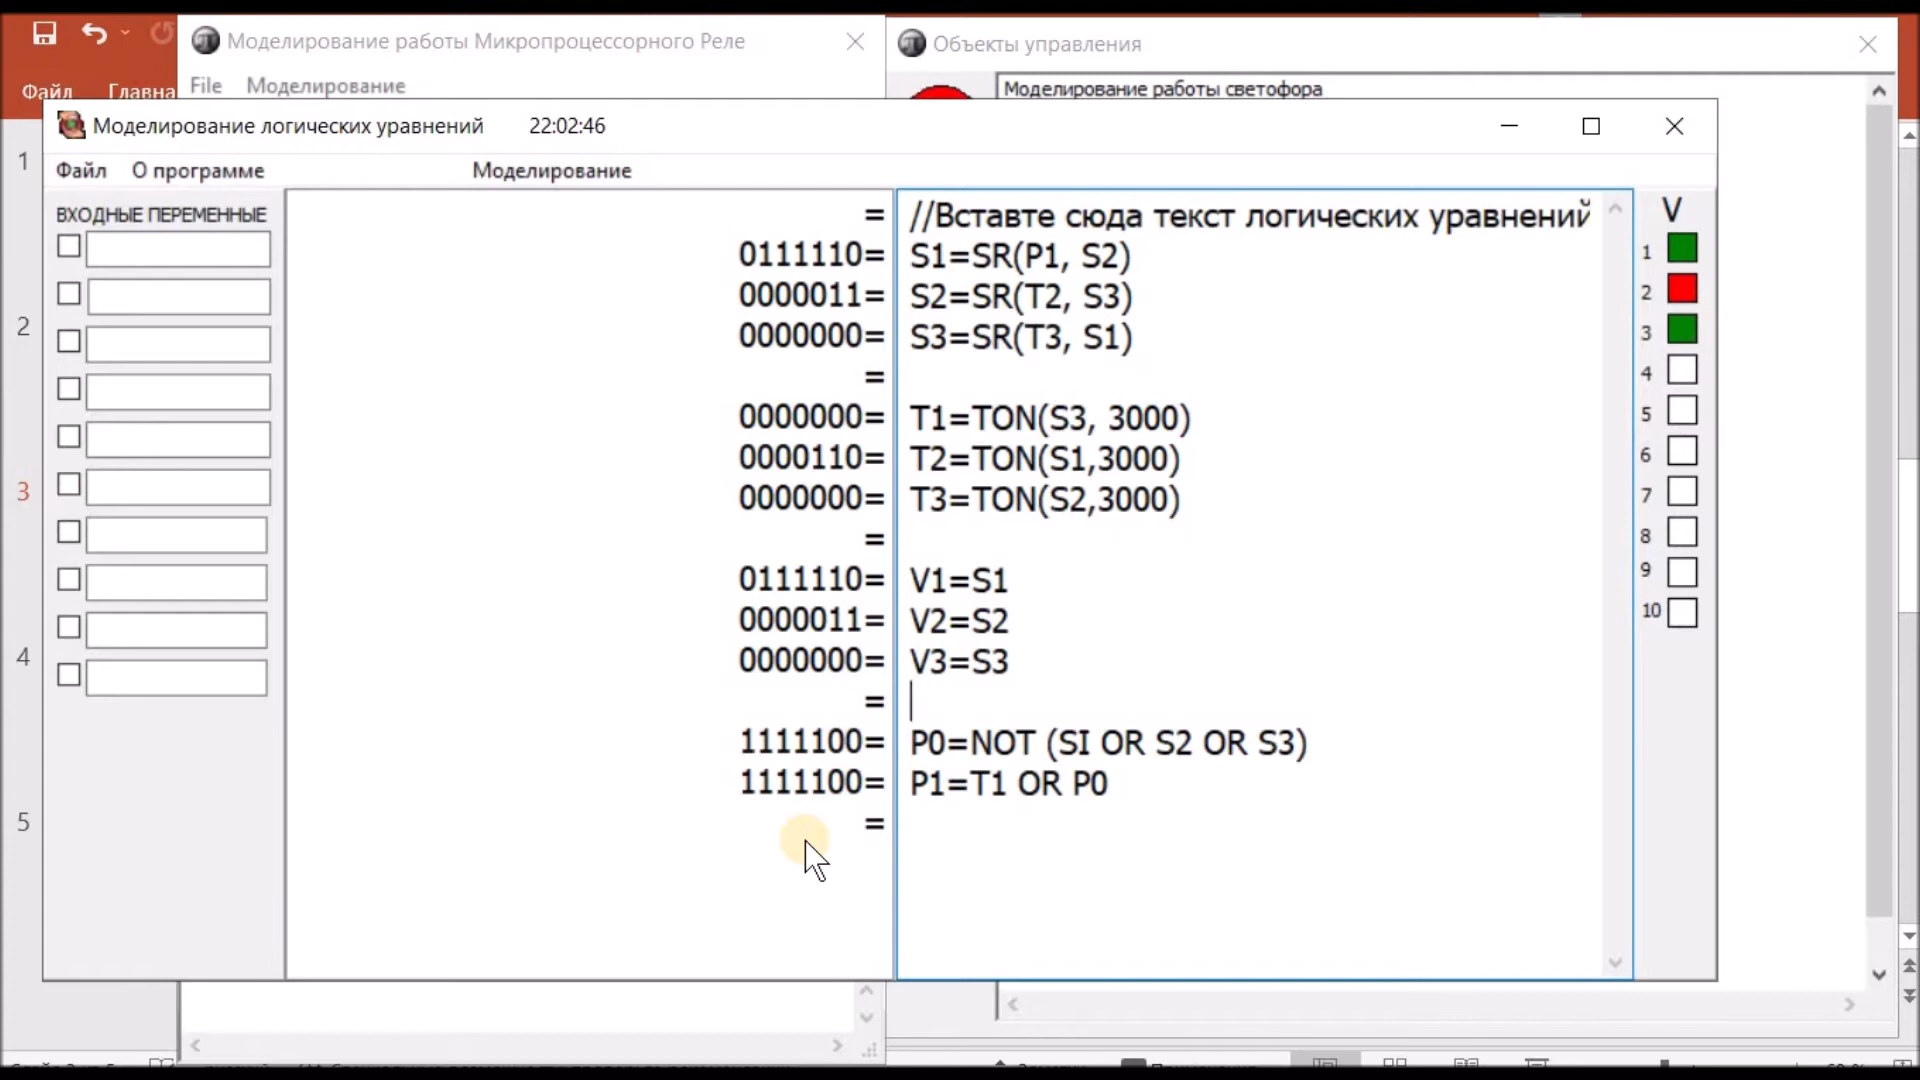 Моделирование работы Микропроцессорного Реле
Объекты управления
Файл
Главна
File
Моделирование
Моделирование работы светофора
Моделирование логических уравнений 22:02:46
Файл
О программе
Моделирование
ВХОДНЫЕ ПЕРЕМЕННЫЕ
= //Вставте сюда текст логических уравнений
0111110= S1=SR(P1, S2)
0000011= S2=SR(T2, S3)
0000000= S3=SR(T3, S1)
=
0000000= T1=TON(S3, 3000)
0000110= T2=TON(S1,3000)
0000000= T3=TON(S2,3000)
=
0111110= V1=S1
0000011= V2=S2
0000000= V3=S3
=
1111100= P0=NOT (SI OR S2 OR S3)
1111100= P1=T1 OR P0
=
V
1
2
3
4
5
6
7
8
9
10
1
2
3
4
5